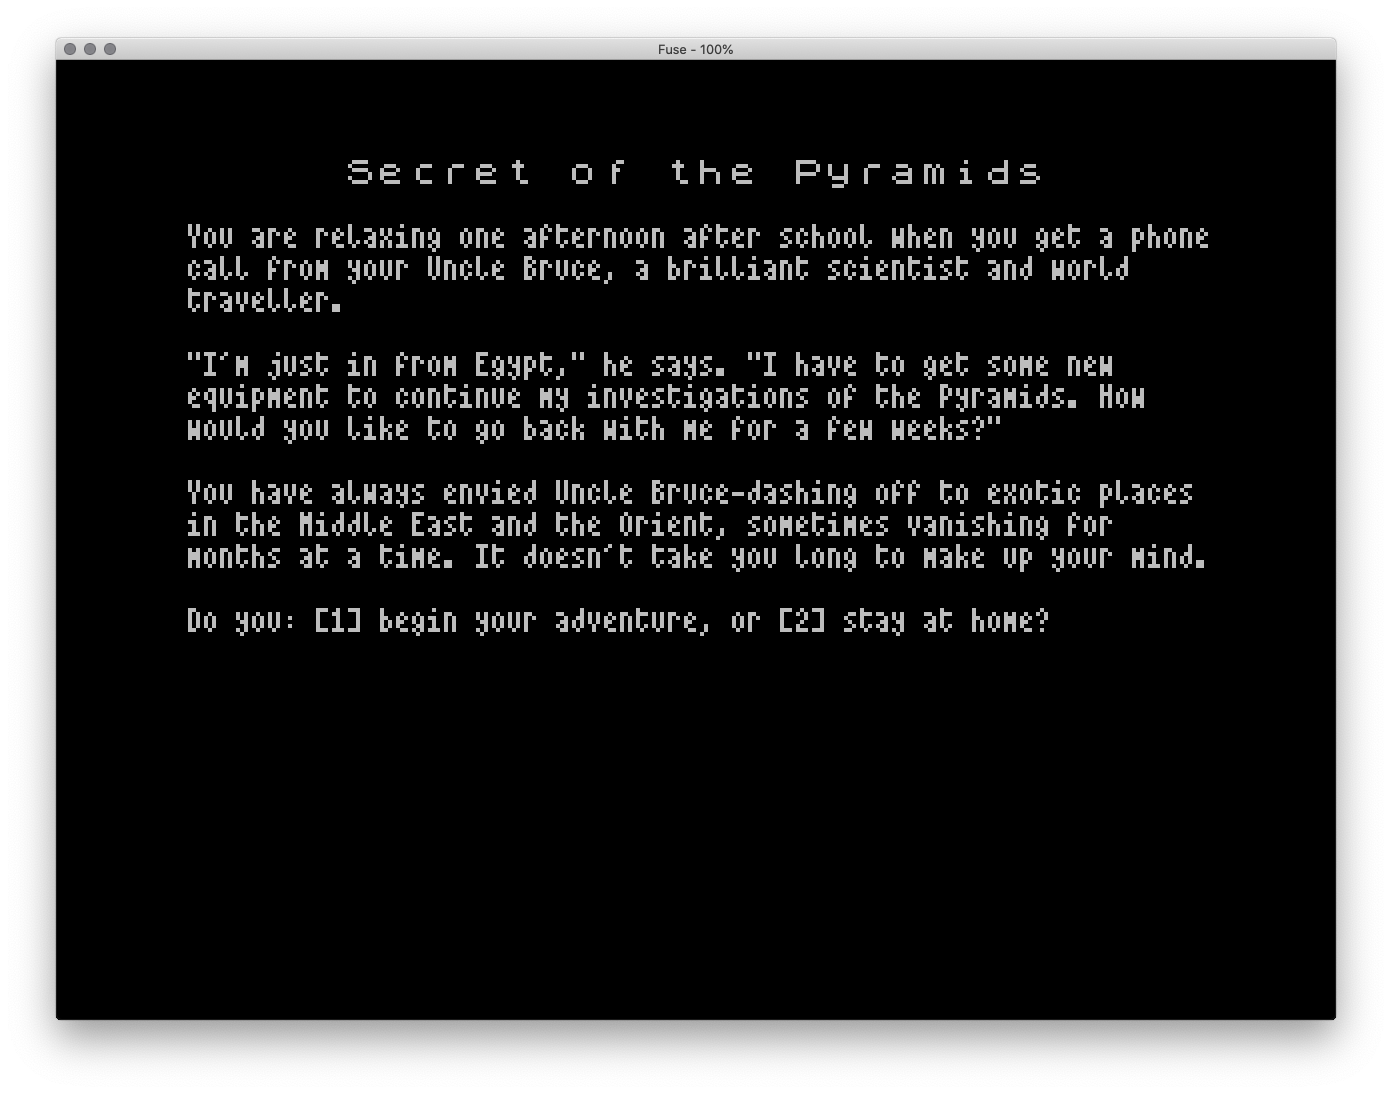 Fuse - 100%
Secret of the Pyramids
You are relaxing one afternoon after school when you get a phone
call from your Uncle Bruce, a brilliant scientist and world
traveller.
"I'm just in from Egypt," he says. "I have to get some new
equipment to continue my investigations of the Pyramids. How
would you like to go back with me for a few weeks?"
You have always envied Uncle Bruce-dashing off to exotic places
in the Middle East and the Orient, sometimes vanishing for
months at a time. It doesn't take you long to make up your mind.
Do you: [1] begin your adventure, or [2] stay at home?